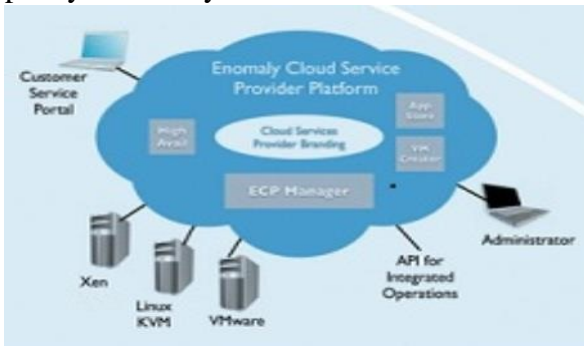 Enomaly Cloud Service
Provider Platform
Customer
Service
Portal
App
Store
High
Avail
Cloud Services
Provider Branding
VM
Creator
ECP Manager
Administrator
Xen
Linux
KVM
VMware
API for
Integrated
Operations